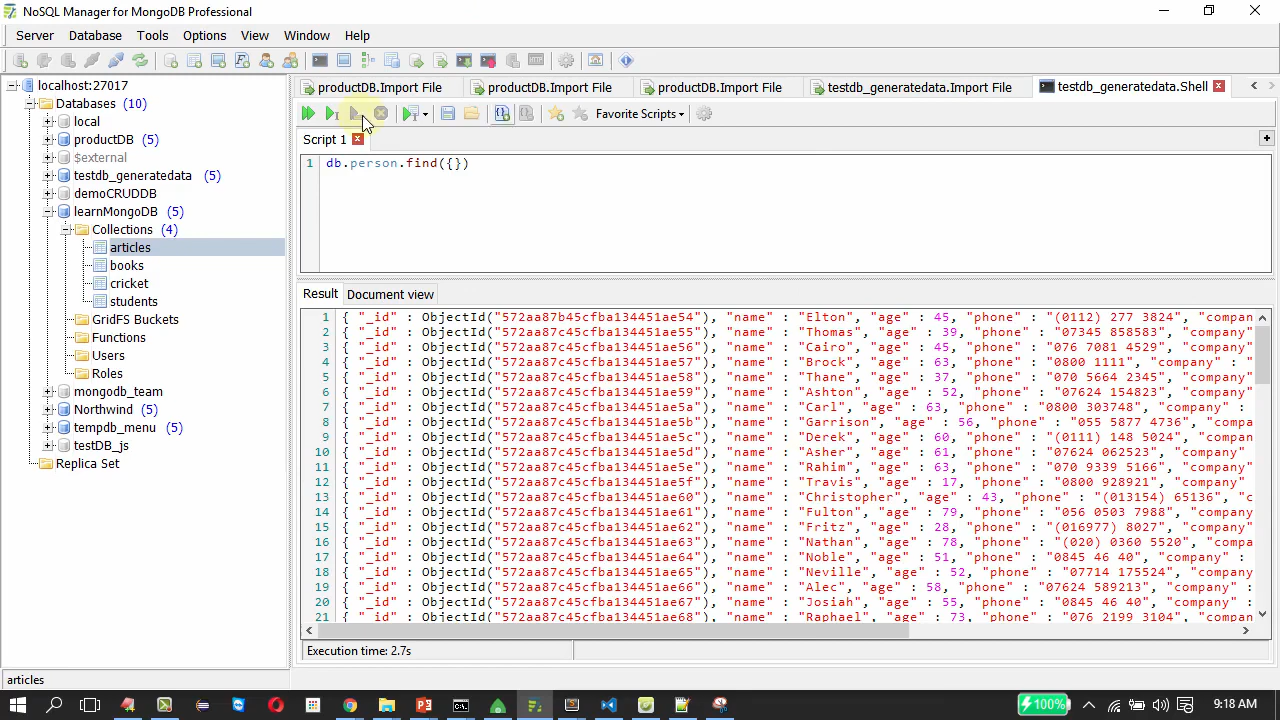 NoSQL Manager for MongoDB Professional
Server Database Tools Options View Window Help
localhost:27017
Databases (10)
local
productDB (5)
$external
testdb_generatedata (5)
demoCRUDDB
learnMongoDB (5)
Collections (4)
articles
books
cricket
students
GridFS Buckets
Functions
Users
Roles
mongodb_team
Northwind (5)
tempdb_menu (5)
testDB_js
Replica Set
articles
productDB.Import File productDB.Import File productDB.Import File testdb_generatedata.Import File testdb_generatedata.Shell
Favorite Scripts
Script 1
1 db.person.find({})
Result Document view
1 { "_id" : ObjectId("572aa87b45cfba134451ae54"), "name" : "Elton", "age" : 45, "phone" : "(0112) 277 3824", "compan
2 { "_id" : ObjectId("572aa87c45cfba134451ae55"), "name" : "Thomas", "age" : 39, "phone" : "07345 858583", "company"
3 { "_id" : ObjectId("572aa87c45cfba134451ae56"), "name" : "Cairo", "age" : 45, "phone" : "076 7081 4529", "company"
4 { "_id" : ObjectId("572aa87c45cfba134451ae57"), "name" : "Brock", "age" : 63, "phone" : "0800 1111", "company" :
5 { "_id" : ObjectId("572aa87c45cfba134451ae58"), "name" : "Thane", "age" : 37, "phone" : "070 5664 2345", "company"
6 { "_id" : ObjectId("572aa87c45cfba134451ae59"), "name" : "Ashton", "age" : 52, "phone" : "07624 154823", "company"
7 { "_id" : ObjectId("572aa87c45cfba134451ae5a"), "name" : "Carl", "age" : 63, "phone" : "0800 303748", "company" :
8 { "_id" : ObjectId("572aa87c45cfba134451ae5b"), "name" : "Garrison", "age" : 56, "phone" : "055 5877 4736", "compa
9 { "_id" : ObjectId("572aa87c45cfba134451ae5c"), "name" : "Derek", "age" : 60, "phone" : "(0111) 148 5024", "compan
10 { "_id" : ObjectId("572aa87c45cfba134451ae5d"), "name" : "Asher", "age" : 61, "phone" : "07624 062523", "company"
11 { "_id" : ObjectId("572aa87c45cfba134451ae5e"), "name" : "Rahim", "age" : 63, "phone" : "070 9339 5166", "company"
12 { "_id" : ObjectId("572aa87c45cfba134451ae5f"), "name" : "Travis", "age" : 17, "phone" : "0800 928921", "company"
13 { "_id" : ObjectId("572aa87c45cfba134451ae60"), "name" : "Christopher", "age" : 43, "phone" : "(013154) 65136", "c
14 { "_id" : ObjectId("572aa87c45cfba134451ae61"), "name" : "Fulton", "age" : 79, "phone" : "056 0503 7988", "company
15 { "_id" : ObjectId("572aa87c45cfba134451ae62"), "name" : "Fritz", "age" : 28, "phone" : "(016977) 8027", "company"
16 { "_id" : ObjectId("572aa87c45cfba134451ae63"), "name" : "Nathan", "age" : 78, "phone" : "(020) 0360 5520", "compa
17 { "_id" : ObjectId("572aa87c45cfba134451ae64"), "name" : "Noble", "age" : 51, "phone" : "0845 46 40", "company" :
18 { "_id" : ObjectId("572aa87c45cfba134451ae65"), "name" : "Neville", "age" : 52, "phone" : "07714 175524", "company
19 { "_id" : ObjectId("572aa87c45cfba134451ae66"), "name" : "Alec", "age" : 58, "phone" : "07624 589213", "company" :
20 { "_id" : ObjectId("572aa87c45cfba134451ae67"), "name" : "Josiah", "age" : 55, "phone" : "0845 46 40", "company" :
21 { "_id" : ObjectId("572aa87c45cfba134451ae68"), "name" : "Raphael", "age" : 73, "phone" : "076 2199 3104", "compan
Execution time: 2.7s
100% 9:18 AM